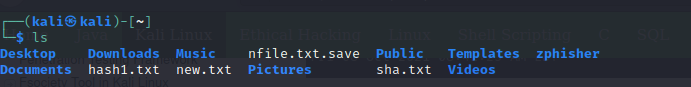 ┌──(kali㉿kali)-[~]
└─$ ls
Desktop Downloads Music nfile.txt.save Public Templates zphisher
Documents hash1.txt new.txt Pictures sha.txt Videos